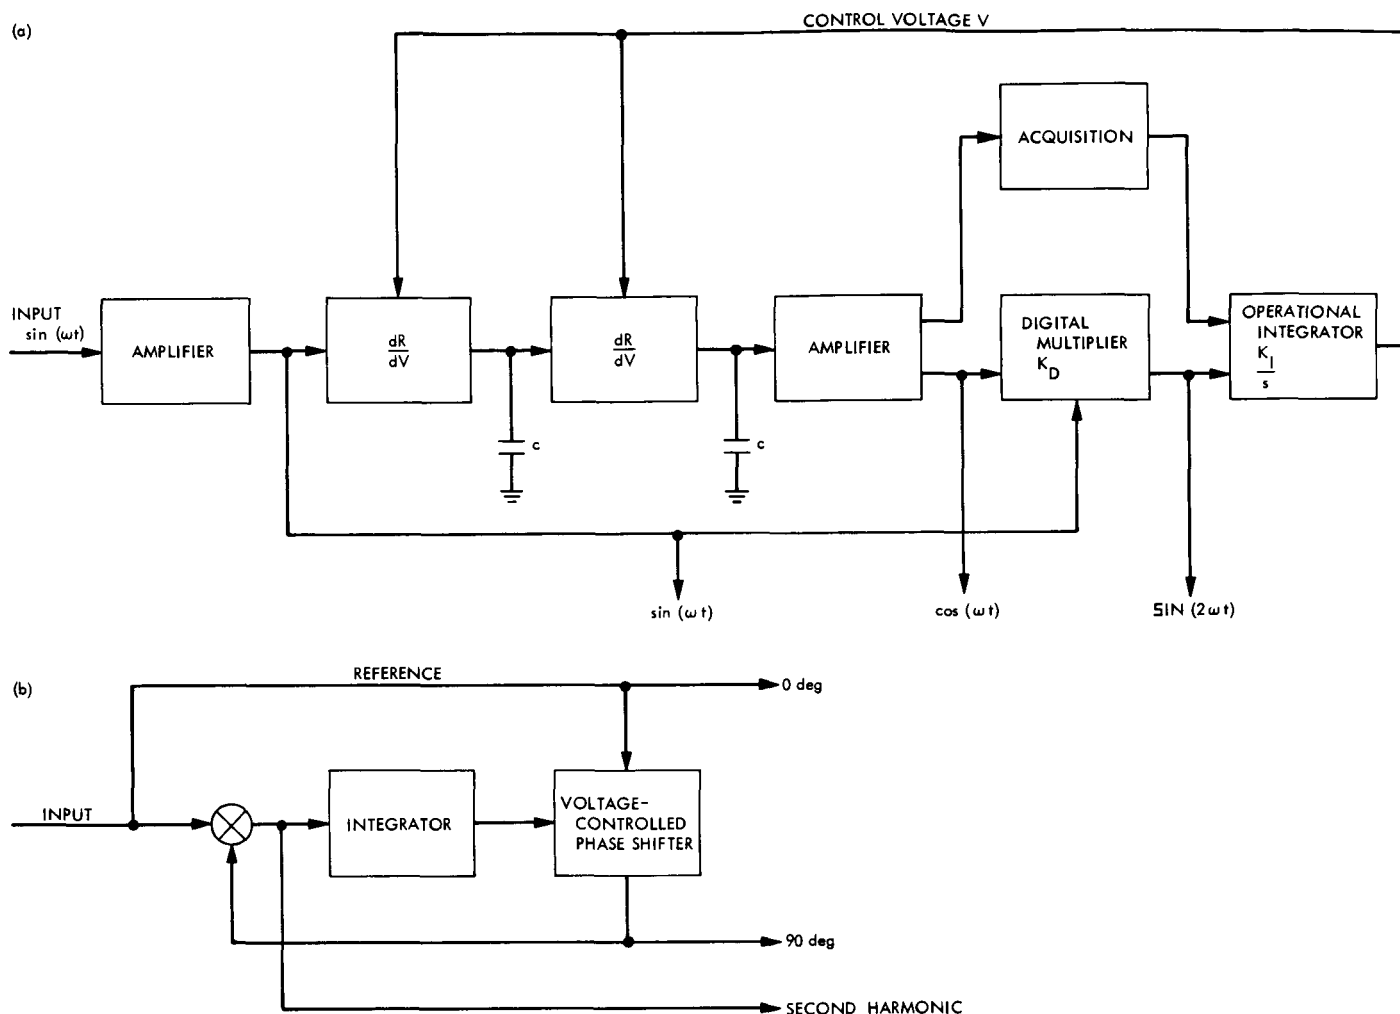 (a)
CONTROL VOLTAGE V
ACQUISITION
INPUT
sin (ωt)
AMPLIFIER
dR
dV
dR
dV
AMPLIFIER
DIGITAL
MULTIPLIER
K_D
OPERATIONAL
INTEGRATOR
K_I
s
c
c
sin (ωt)
cos (ωt)
SIN (2ωt)
(b)
REFERENCE
0 deg
INPUT
INTEGRATOR
VOLTAGE-
CONTROLLED
PHASE SHIFTER
90 deg
SECOND HARMONIC